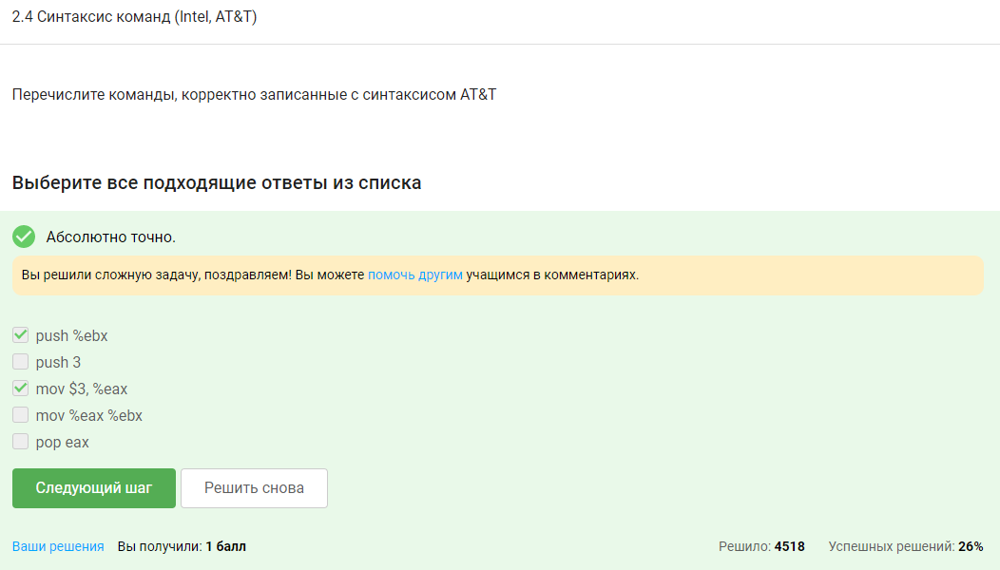 2.4 Синтаксис команд (Intel, AT&T)
Перечислите команды, корректно записанные с синтаксисом AT&T
Выберите все подходящие ответы из списка
Абсолютно точно.
Вы решили сложную задачу, поздравляем! Вы можете помочь другим учащимся в комментариях.
push %ebx
push 3
mov $3, %eax
mov %eax %ebx
pop eax
Следующий шаг Решить снова
Ваши решения Вы получили: 1 балл Решило: 4518 Успешных решений: 26%